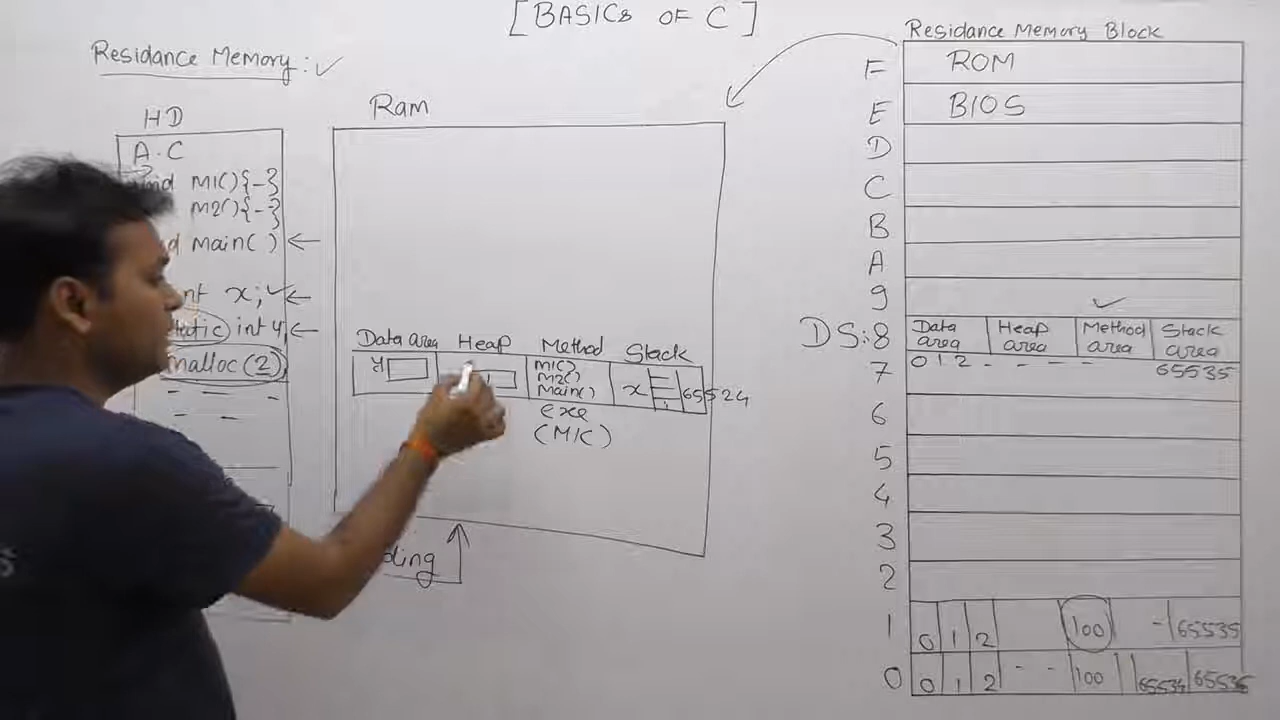 [BASICs OF C]
Residance Memory:
HD
A.C
M1(){-}
M2(){-}
main( )
int x;
static int y
malloc(2)
Ram
Data area Heap Method Stack
y
M1()
M2()
Main()
x
65524
exe
(M/C)
ding
Residance Memory Block
F ROM
E BIOS
D
C
B
A
9
DS:8 Data area Heap area Method area Stack area
7 0 1 2 - - - - 65535
6
5
4
3
2
1 0 1 2 100 - 65535
0 0 1 2 - - 100 65534 65535